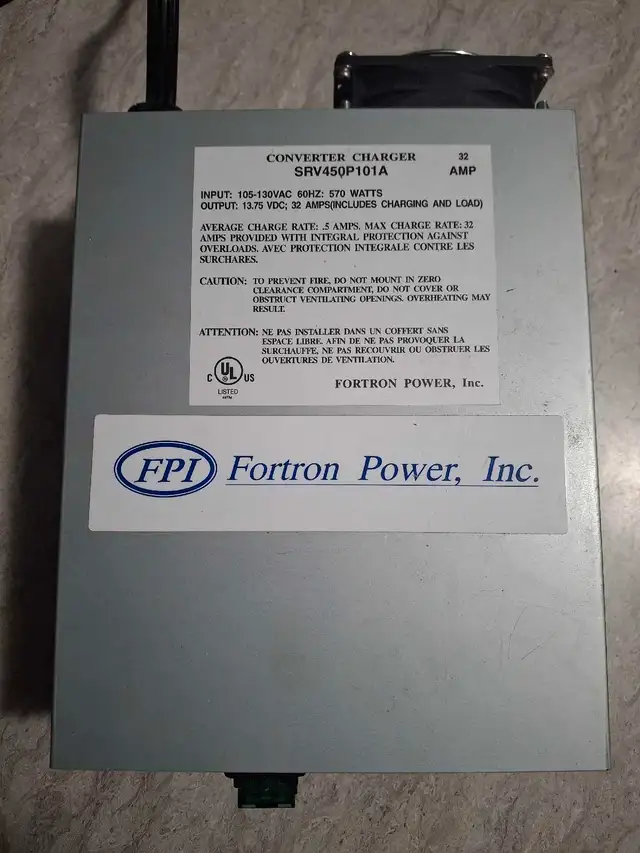 CONVERTER CHARGER 32
SRV450P101A AMP
INPUT: 105-130VAC 60HZ: 570 WATTS
OUTPUT: 13.75 VDC; 32 AMPS(INCLUDES CHARGING AND LOAD)
AVERAGE CHARGE RATE: .5 AMPS. MAX CHARGE RATE: 32
AMPS PROVIDED WITH INTEGRAL PROTECTION AGAINST
OVERLOADS. AVEC PROTECTION INTEGRALE CONTRE LES
SURCHARES.
CAUTION: TO PREVENT FIRE, DO NOT MOUNT IN ZERO
CLEARANCE COMPARTMENT, DO NOT COVER OR
OBSTRUCT VENTILATING OPENINGS. OVERHEATING MAY
RESULT.
ATTENTION: NE PAS INSTALLER DANS UN COFFERT SANS
ESPACE LIBRE. AFIN DE NE PAS PROVOQUER LA
SURCHAUFFE, NE PAS RECOUVRIR OU OBSTRUER LES
OUVERTURES DE VENTILATION.
C UL US
LISTED
FORTRON POWER, Inc.
FPI Fortron Power, Inc.